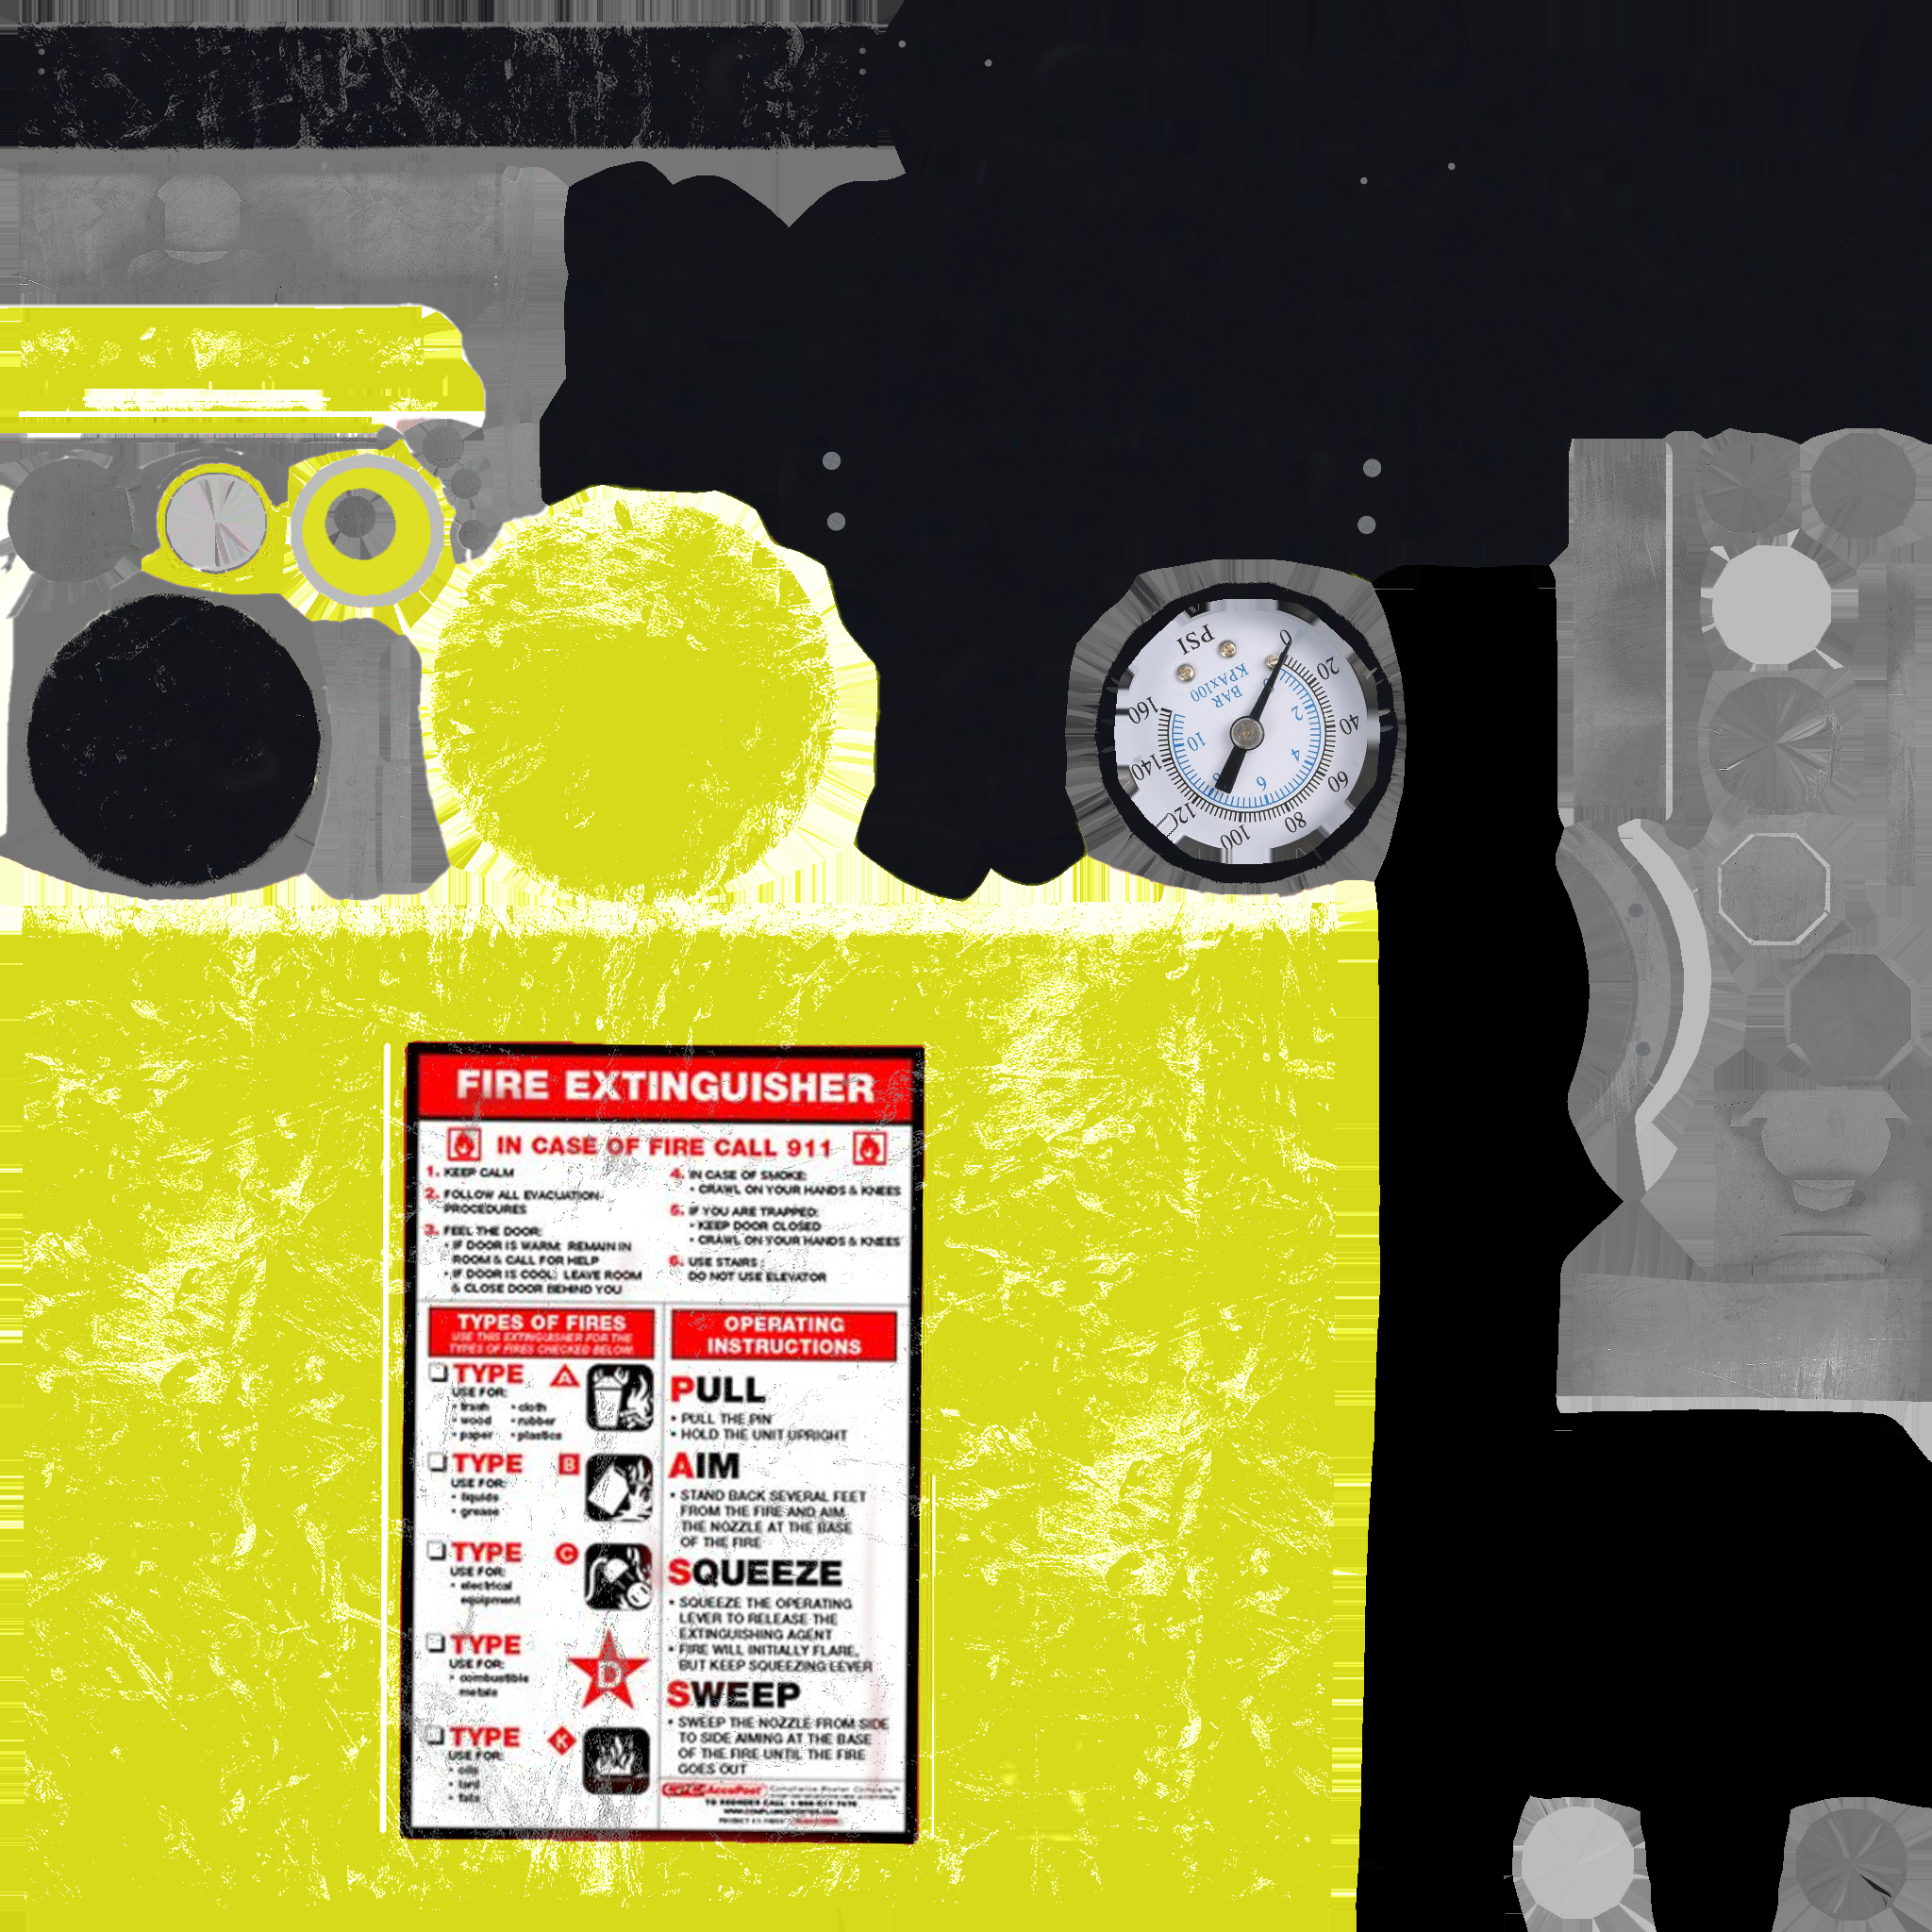 PSI
BAR
KPAx100
0
20
40
60
80
100
120
140
160
2
4
6
10
FIRE EXTINGUISHER
IN CASE OF FIRE CALL 911
1. KEEP CALM
2. FOLLOW ALL EVACUATION
PROCEDURES
3. FEEL THE DOOR:
• IF DOOR IS WARM: REMAIN IN
ROOM & CALL FOR HELP
• IF DOOR IS COOL: LEAVE ROOM
& CLOSE DOOR BEHIND YOU
4. IN CASE OF SMOKE:
• CRAWL ON YOUR HANDS & KNEES
5. IF YOU ARE TRAPPED:
• KEEP DOOR CLOSED
• CRAWL ON YOUR HANDS & KNEES
6. USE STAIRS:
DO NOT USE ELEVATOR
TYPES OF FIRES
USE THIS EXTINGUISHER FOR THE
TYPES OF FIRES CHECKED BELOW
TYPE A
USE FOR:
• trash • cloth
• wood • rubber
• paper • plastics
TYPE B
USE FOR:
• liquids
• grease
TYPE C
USE FOR:
• electrical
equipment
TYPE D
USE FOR:
• combustible
metals
TYPE K
USE FOR:
• oils
• lard
• fats
OPERATING
INSTRUCTIONS
PULL
• PULL THE PIN
• HOLD THE UNIT UPRIGHT
AIM
• STAND BACK SEVERAL FEET
FROM THE FIRE AND AIM
THE NOZZLE AT THE BASE
OF THE FIRE
SQUEEZE
• SQUEEZE THE OPERATING
LEVER TO RELEASE THE
EXTINGUISHING AGENT
• FIRE WILL INITIALLY FLARE,
BUT KEEP SQUEEZING LEVER
SWEEP
• SWEEP THE NOZZLE FROM SIDE
TO SIDE AIMING AT THE BASE
OF THE FIRE UNTIL THE FIRE
GOES OUT
AccuPost Compliance Poster Company